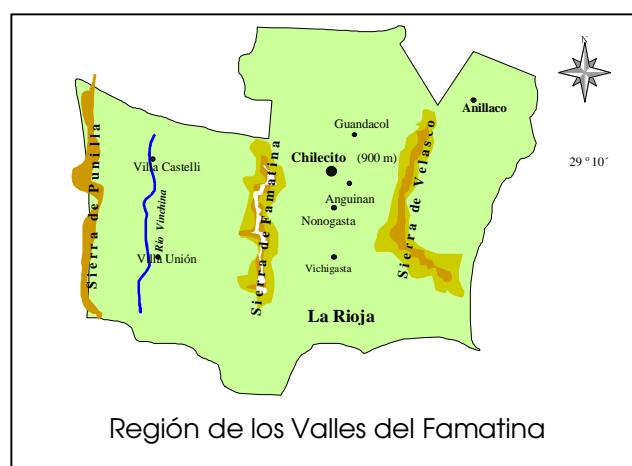 N
Anillaco
Guandacol
29 º 10´
Chilecito (900 m)
Villa Castelli
Anguinan
Nonogasta
Sierra de Punilla
Río Vinchina
Sierra de Famatina
Sierra de Velasco
Villa Unión
Vichigasta
La Rioja
Región de los Valles del Famatina